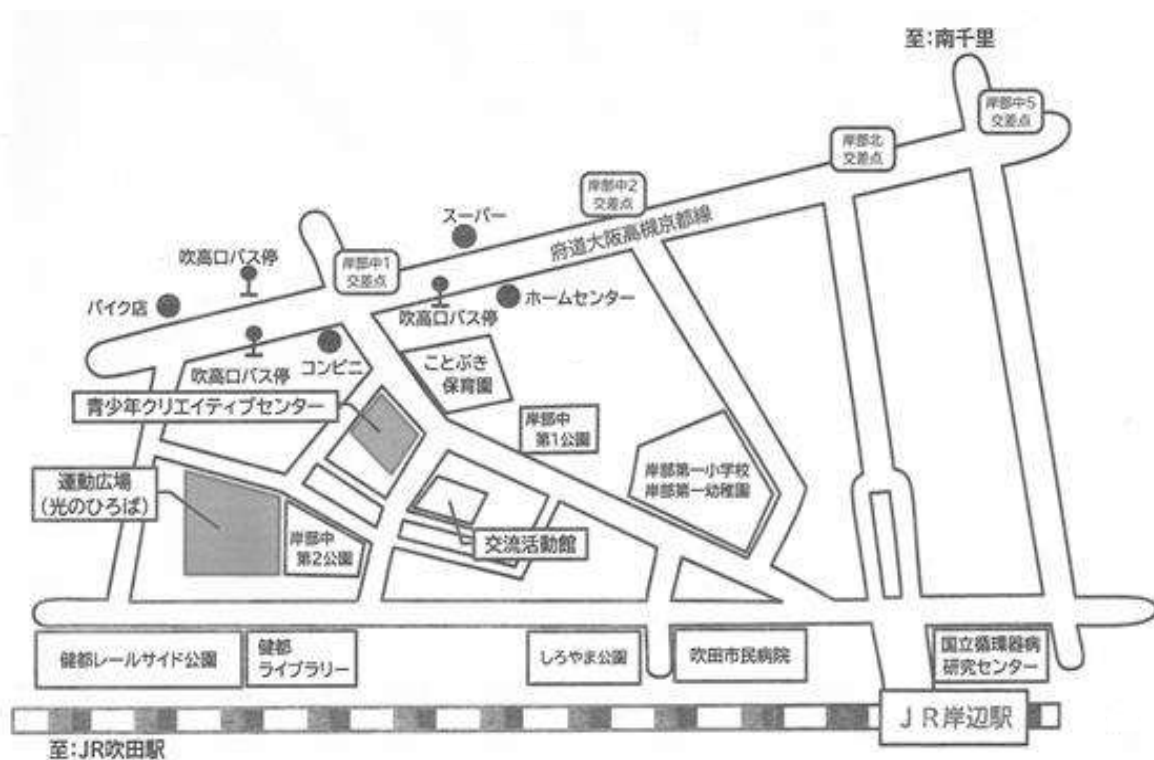 至:南千里
岸部中5
交差点
岸部北
交差点
岸部中2
交差点
府道大阪高槻京都線
スーパー
岸部中1
交差点
吹高口バス停
バイク店
吹高口バス停
ホームセンター
吹高口バス停
コンビニ
ことぶき
保育園
青少年クリエイティブセンター
岸部中
第1公園
岸部第一小学校
岸部第一幼稚園
運動広場
(光のひろば)
岸部中
第2公園
交流活動館
健都レールサイド公園
健都
ライブラリー
しろやま公園
吹田市民病院
国立循環器病
研究センター
JR岸辺駅
至:JR吹田駅